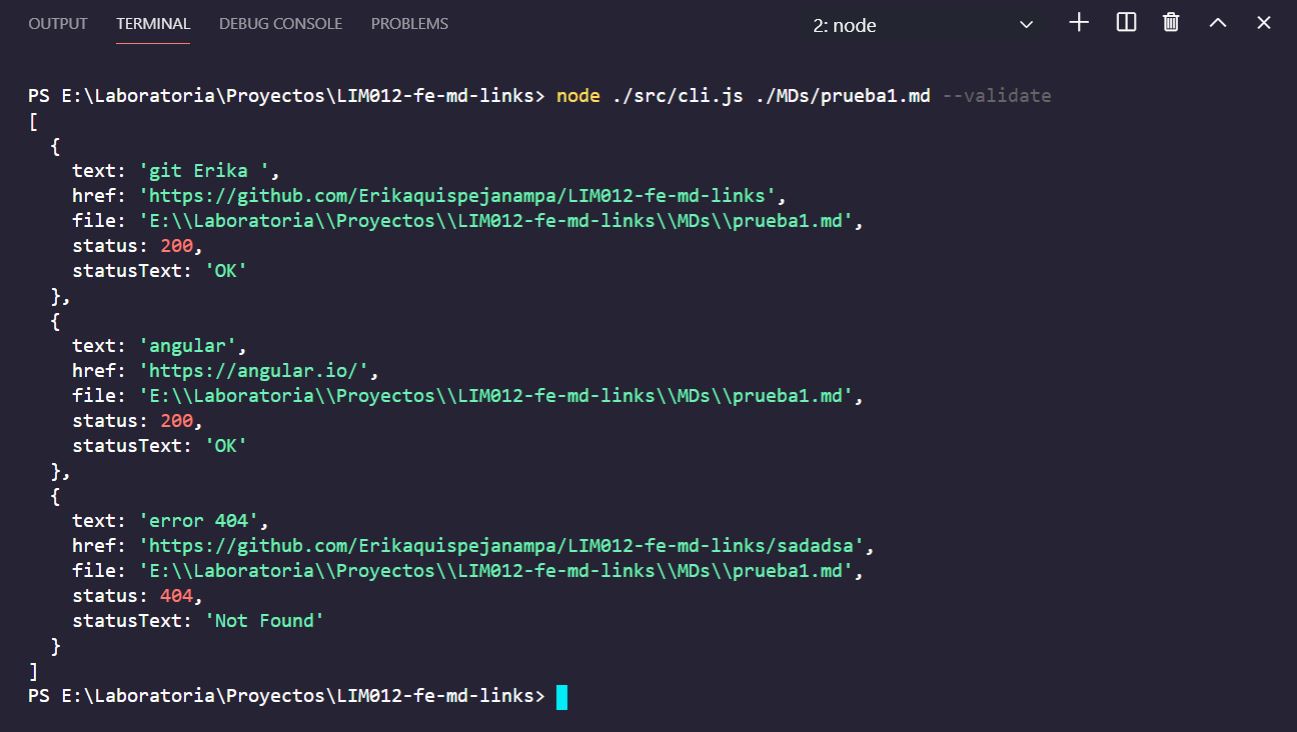 OUTPUT TERMINAL DEBUG CONSOLE PROBLEMS 2: node
PS E:\Laboratoria\Proyectos\LIM012-fe-md-links> node ./src/cli.js ./MDs/prueba1.md --validate
[
  {
    text: 'git Erika ',
    href: 'https://github.com/Erikaquispejanampa/LIM012-fe-md-links',
    file: 'E:\\Laboratoria\\Proyectos\\LIM012-fe-md-links\\MDs\\prueba1.md',
    status: 200,
    statusText: 'OK'
  },
  {
    text: 'angular',
    href: 'https://angular.io/',
    file: 'E:\\Laboratoria\\Proyectos\\LIM012-fe-md-links\\MDs\\prueba1.md',
    status: 200,
    statusText: 'OK'
  },
  {
    text: 'error 404',
    href: 'https://github.com/Erikaquispejanampa/LIM012-fe-md-links/sadadsa',
    file: 'E:\\Laboratoria\\Proyectos\\LIM012-fe-md-links\\MDs\\prueba1.md',
    status: 404,
    statusText: 'Not Found'
  }
]
PS E:\Laboratoria\Proyectos\LIM012-fe-md-links>